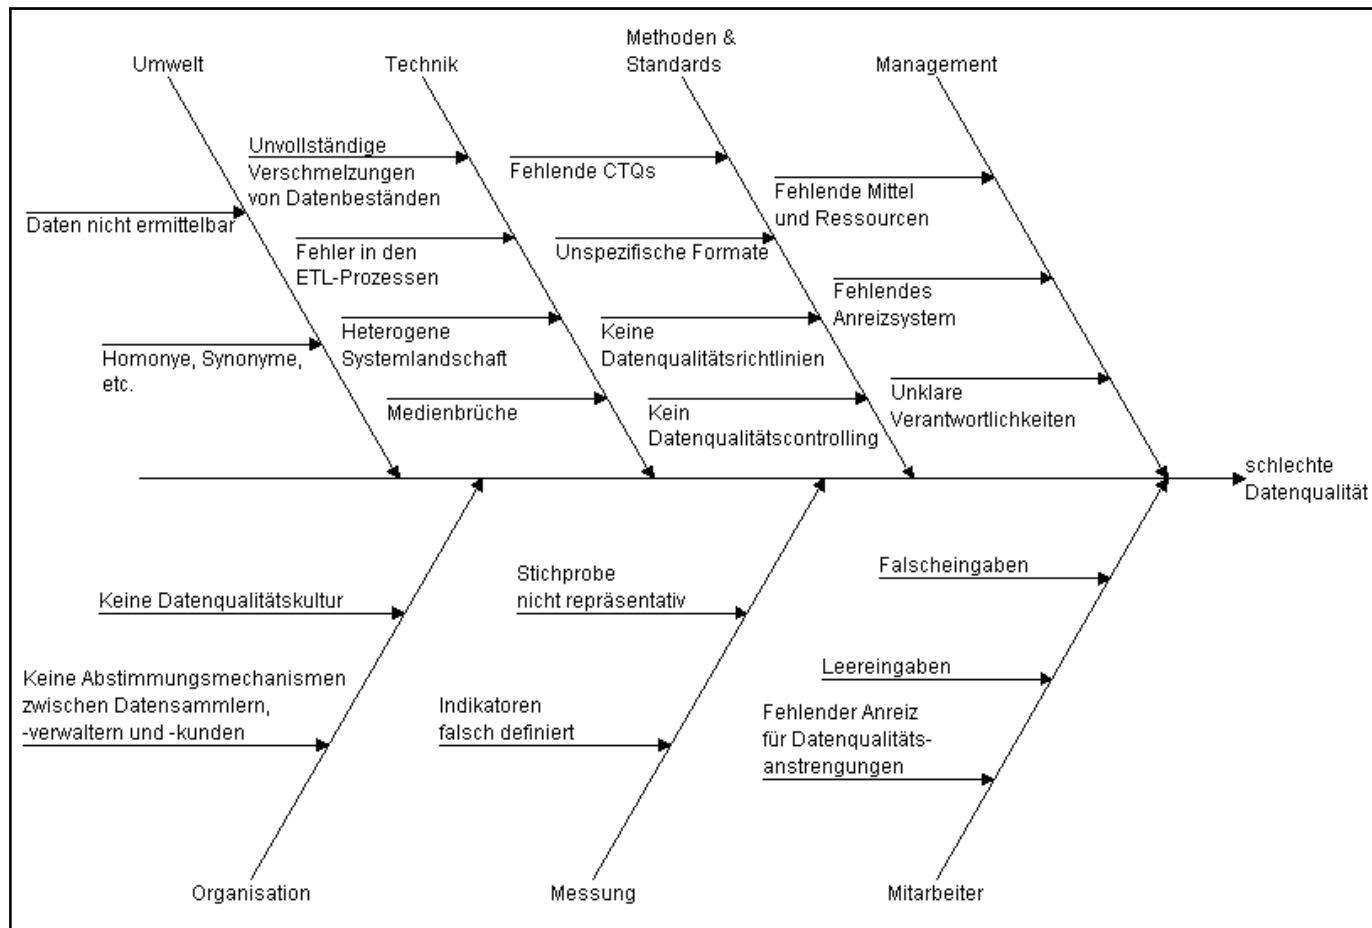 Umwelt
Technik
Methoden &
Standards
Management
Unvollständige
Verschmelzungen
von Datenbeständen
Fehlende CTQs
Fehlende Mittel
und Ressourcen
Daten nicht ermittelbar
Fehler in den
ETL-Prozessen
Unspezifische Formate
Fehlendes
Anreizsystem
Homonye, Synonyme,
etc.
Heterogene
Systemlandschaft
Keine
Datenqualitätsrichtlinien
Unklare
Verantwortlichkeiten
Medienbrüche
Kein
Datenqualitätscontrolling
schlechte
Datenqualität
Keine Datenqualitätskultur
Stichprobe
nicht repräsentativ
Falscheingaben
Keine Abstimmungsmechanismen
zwischen Datensammlern,
-verwaltern und -kunden
Indikatoren
falsch definiert
Leereingaben
Fehlender Anreiz
für Datenqualitäts-
anstrengungen
Organisation
Messung
Mitarbeiter